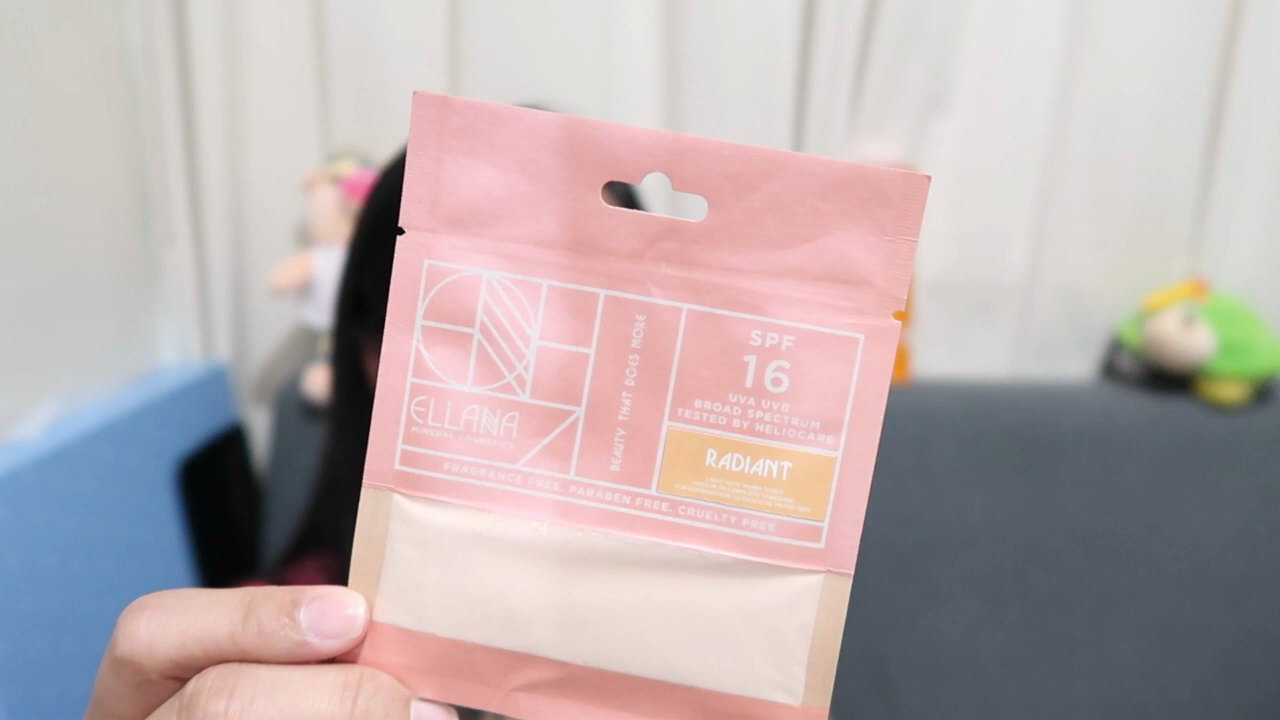 ELLANA
MINERAL COSMETICS
BEAUTY THAT DOES MORE
SPF
16
UVA UVB
BROAD SPECTRUM
TESTED BY HELIOCARE
RADIANT
FRAGRANCE FREE. PARABEN FREE. CRUELTY FREE